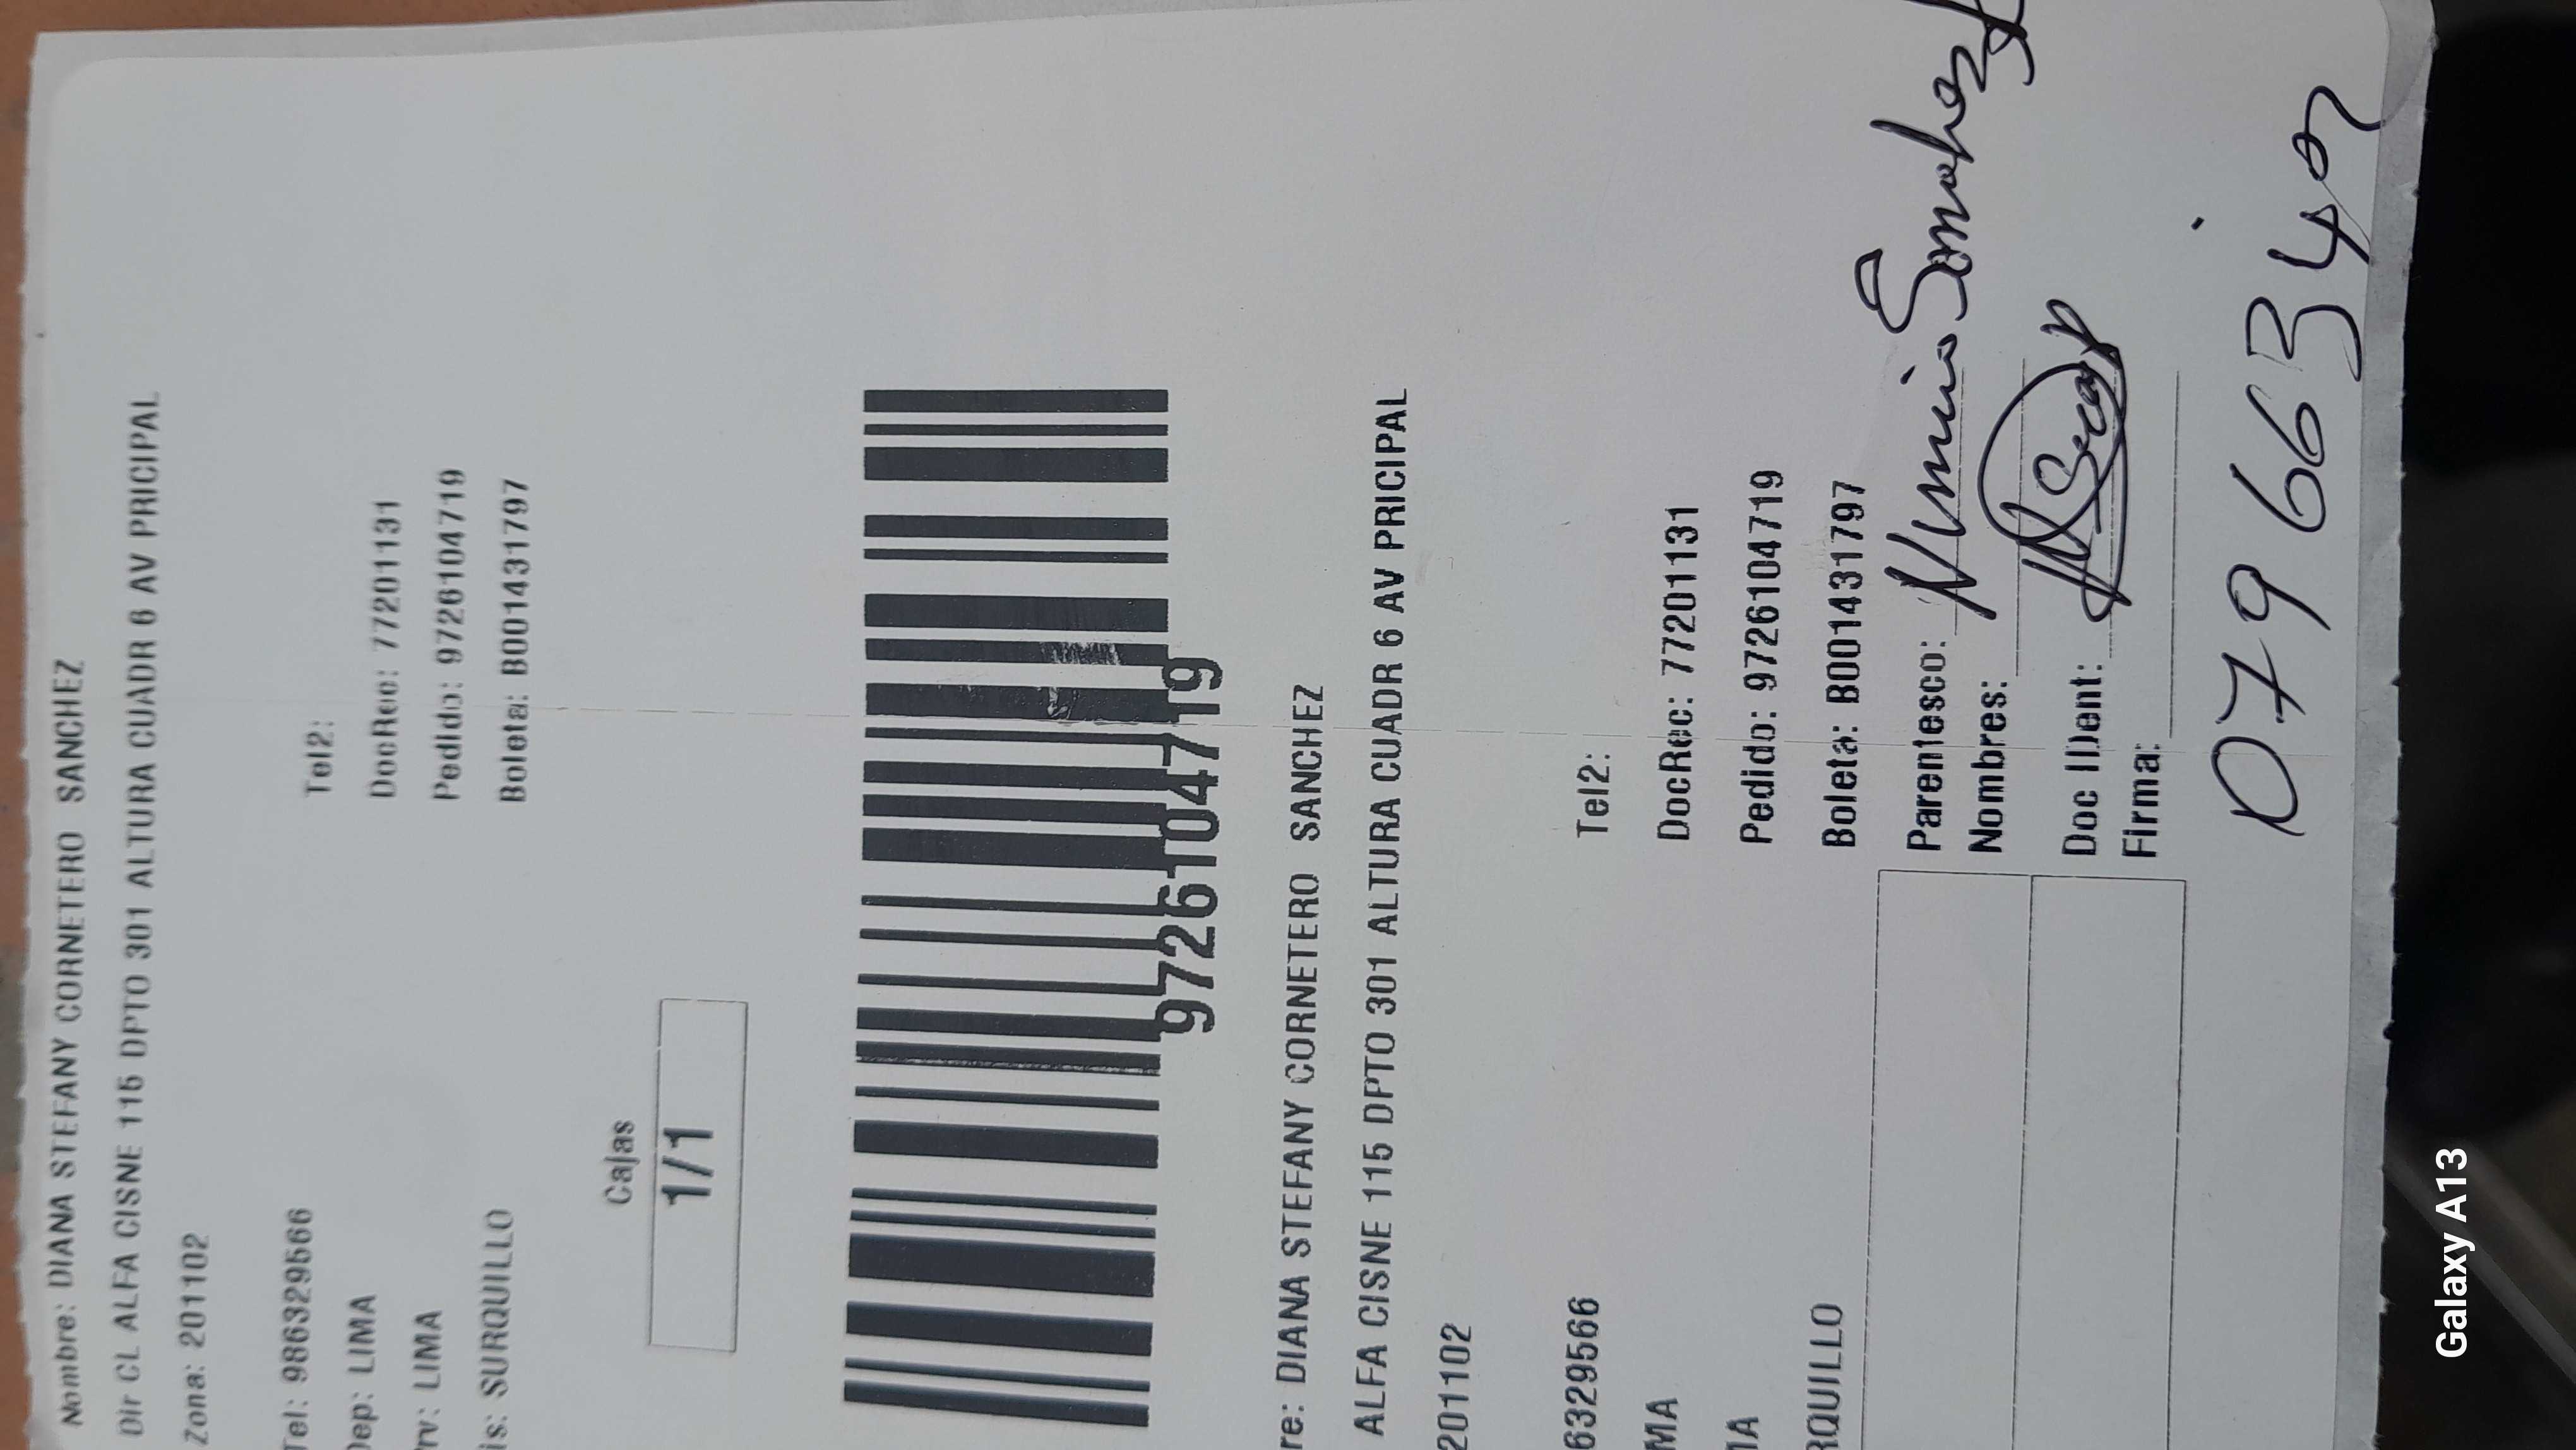 Nombre: DIANA STEFANY CORNETERO SANCHEZ
Dir CL ALFA CISNE 115 DPTO 301 ALTURA CUADR 6 AV PRICIPAL
Zona: 201102
Tel: 986329566
Tel2:
Dep: LIMA
DocRec: 77201131
rv: LIMA
Pedido: 97261047​19
is: SURQUILLO
Boleta: B001431797
Cajas
1/1
9726104719
re: DIANA STEFANY CORNETERO SANCHEZ
ALFA CISNE 115 DPTO 301 ALTURA CUADR 6 AV PRICIPAL
201102
6329566
Tel2:
MA
DocRec: 77201131
IA
Pedido: 9726104719
RQUILLO
Boleta: B001431797
Parentesco:
Nombres:
Doc IDent:
Firma:
Galaxy A13